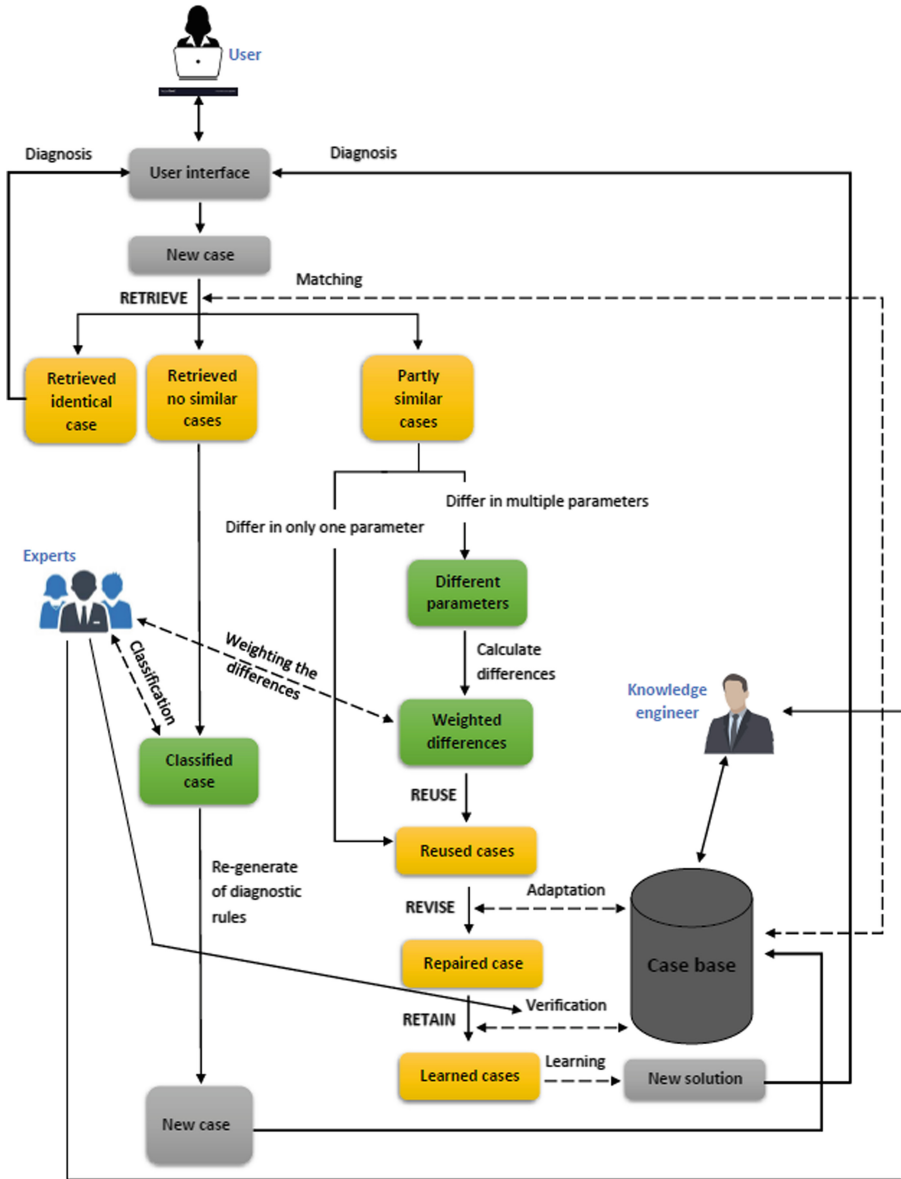 User
Diagnosis
Diagnosis
User interface
New case
Matching
RETRIEVE
Retrieved
identical
case
Retrieved
no similar
cases
Partly
similar
cases
Differ in multiple parameters
Differ in only one parameter
Experts
Different
parameters
Classification
Weighting the
differences
Calculate
differences
Knowledge
engineer
Weighted
differences
Classified
case
REUSE
Reused cases
Re-generate
of diagnostic
rules
REVISE
Adaptation
Repaired case
Case base
RETAIN
Verification
Learned cases
Learning
New solution
New case